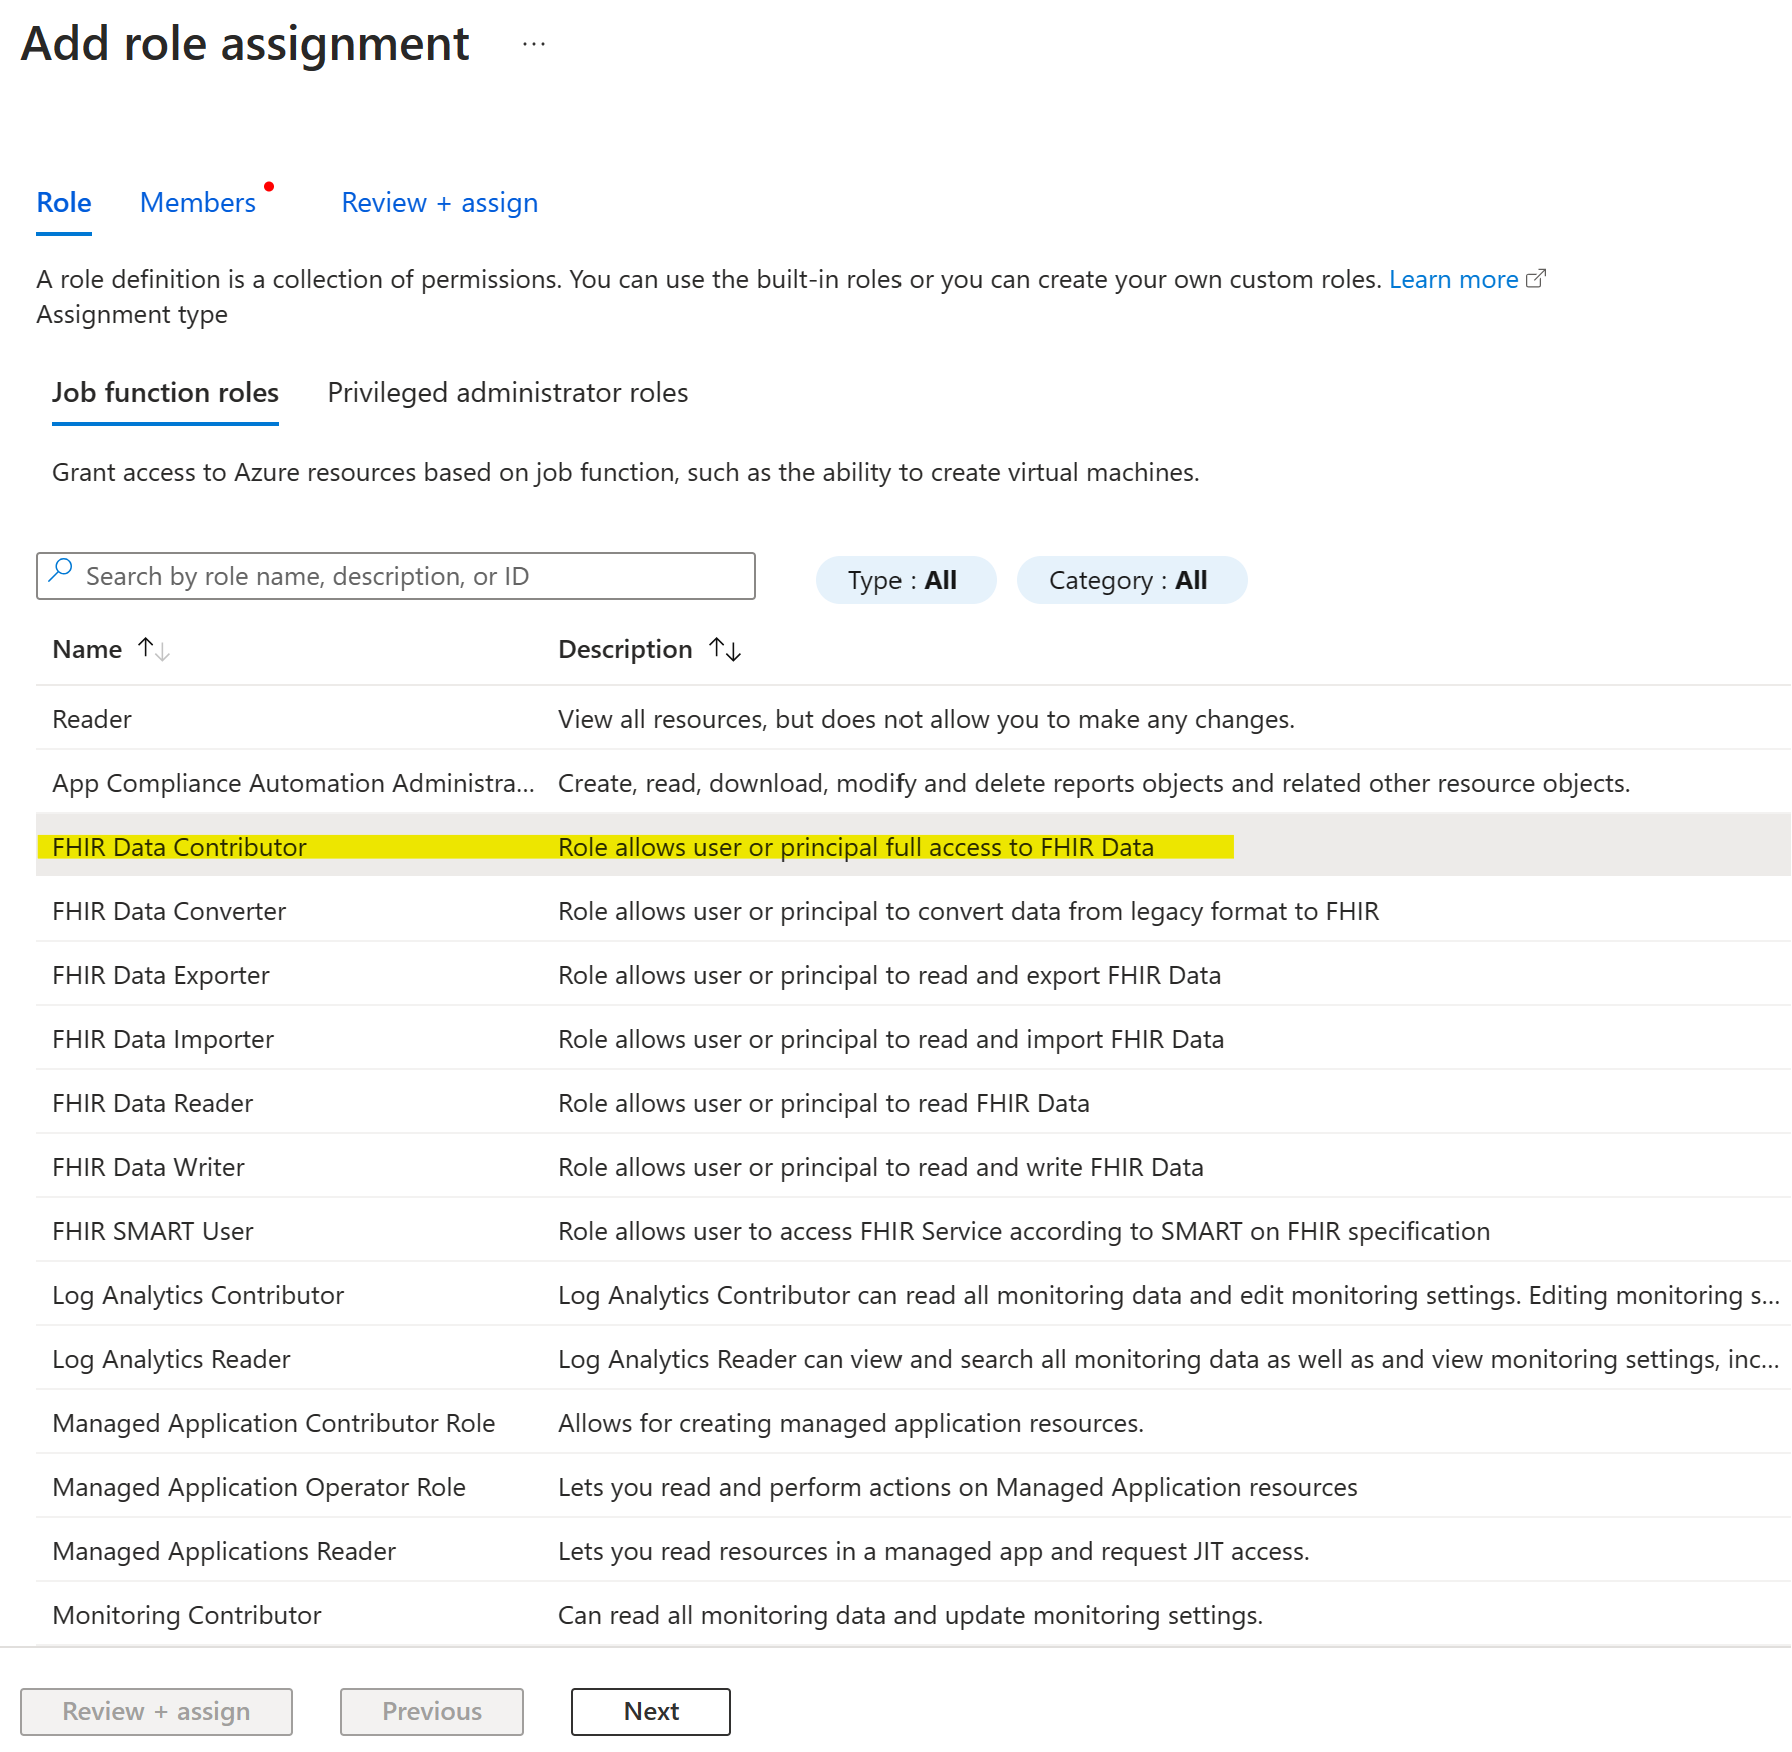 Add role assignment ...
Role Members Review + assign
A role definition is a collection of permissions. You can use the built-in roles or you can create your own custom roles. Learn more
Assignment type
Job function roles Privileged administrator roles
Grant access to Azure resources based on job function, such as the ability to create virtual machines.
Search by role name, description, or ID Type : All Category : All
Name ↑↓ Description ↑↓
Reader View all resources, but does not allow you to make any changes.
App Compliance Automation Administra... Create, read, download, modify and delete reports objects and related other resource objects.
FHIR Data Contributor Role allows user or principal full access to FHIR Data
FHIR Data Converter Role allows user or principal to convert data from legacy format to FHIR
FHIR Data Exporter Role allows user or principal to read and export FHIR Data
FHIR Data Importer Role allows user or principal to read and import FHIR Data
FHIR Data Reader Role allows user or principal to read FHIR Data
FHIR Data Writer Role allows user or principal to read and write FHIR Data
FHIR SMART User Role allows user to access FHIR Service according to SMART on FHIR specification
Log Analytics Contributor Log Analytics Contributor can read all monitoring data and edit monitoring settings. Editing monitoring s...
Log Analytics Reader Log Analytics Reader can view and search all monitoring data as well as and view monitoring settings, inc...
Managed Application Contributor Role Allows for creating managed application resources.
Managed Application Operator Role Lets you read and perform actions on Managed Application resources
Managed Applications Reader Lets you read resources in a managed app and request JIT access.
Monitoring Contributor Can read all monitoring data and update monitoring settings.
Review + assign Previous Next